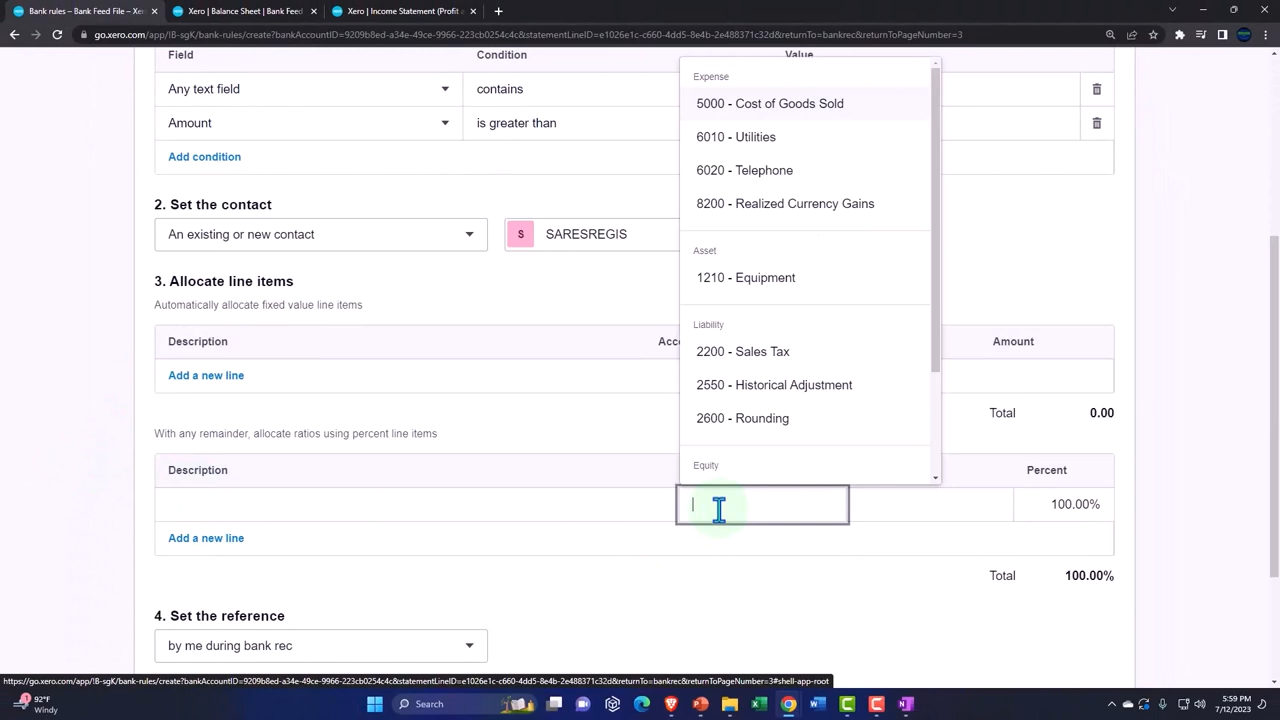 Bank rules – Bank Feed File - ×
Xero | Balance Sheet | Bank Feed ×
Xero | Income Statement (Profit a ×
go.xero.com/app/!B-sgK/bank-rules/create?bankAccountID=9209b8ed-a34e-49ce-9966-223cb0254d4d&statementLineID=e11276e1-c660-4dd5-8e4b-2e488371c32d&returnTo=bankrec&returnToPageNumber=3
Field Condition Value
Any text field contains
Amount is greater than
Add condition
2. Set the contact
An existing or new contact S SARESREGIS
3. Allocate line items
Automatically allocate fixed value line items
Description Acco Amount
Add a new line
Total 0.00
With any remainder, allocate ratios using percent line items
Description Percent
100.00%
Add a new line
Total 100.00%
4. Set the reference
by me during bank rec
Expense
5000 - Cost of Goods Sold
6010 - Utilities
6020 - Telephone
8200 - Realized Currency Gains
Asset
1210 - Equipment
Liability
2200 - Sales Tax
2550 - Historical Adjustment
2600 - Rounding
Equity
https://go.xero.com/app/!B-sgK/bank-rules/create?bankAccountID=9209b8ed-a34e-49ce-9966-223cb0254d4d&statementLineID=e11276e1-c660-4dd5-8e4b-2e488371c32d&returnTo=bankrec&returnToPageNumber=3#shell-app-root
92°F
Windy
Search
5:59 PM
7/12/2023